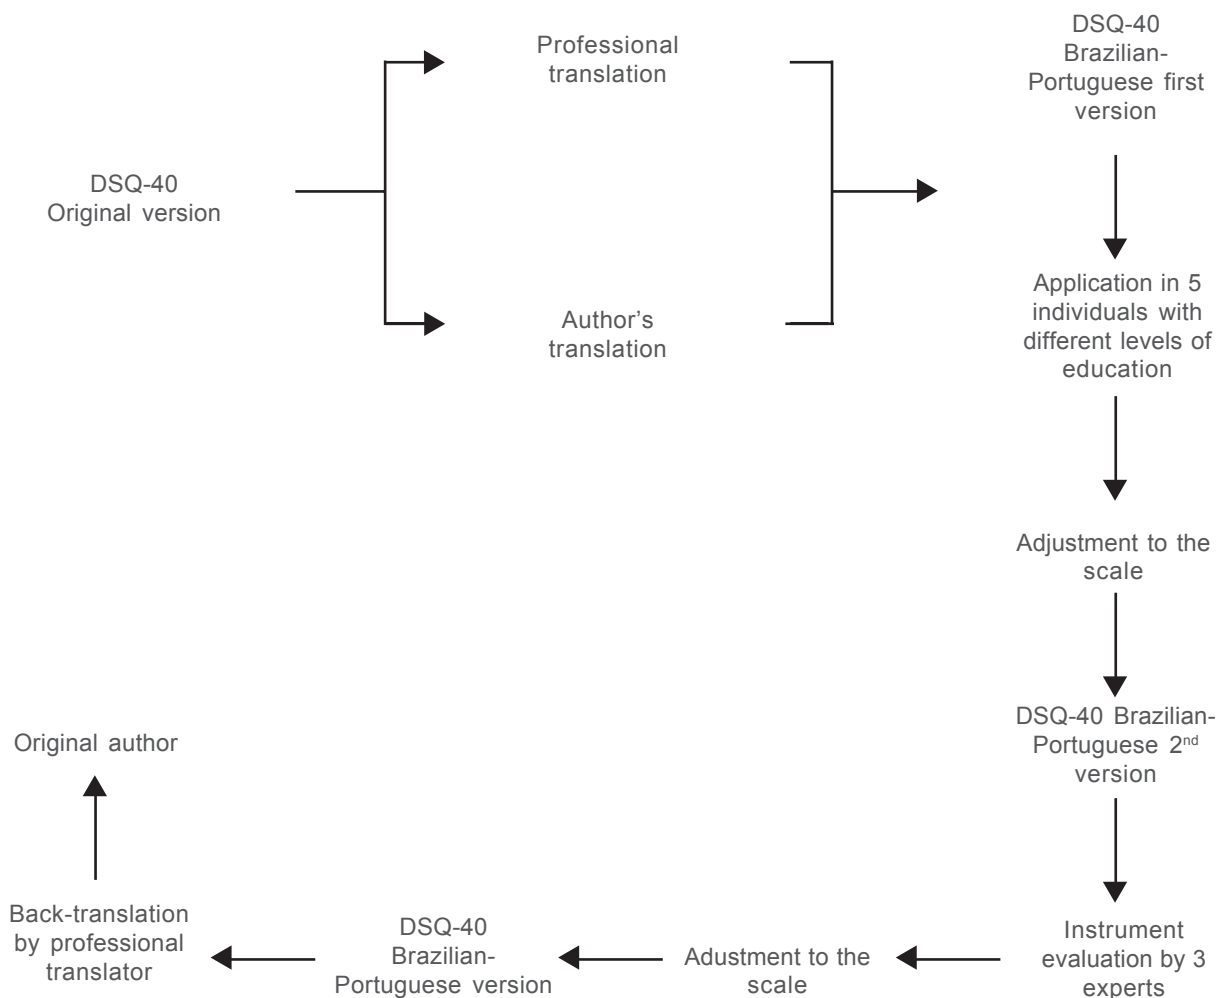 DSQ-40
Original version
Professional
translation
Author's
translation
DSQ-40
Brazilian-
Portuguese first
version
Application in 5
individuals with
different levels of
education
Adjustment to the
scale
DSQ-40 Brazilian-
Portuguese 2nd
version
Instrument
evaluation by 3
experts
Adustment to the
scale
DSQ-40
Brazilian-
Portuguese version
Back-translation
by professional
translator
Original author